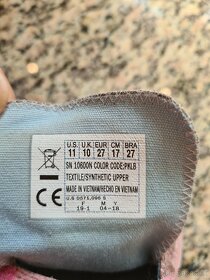 U.S. U.K. EUR CM BRA
11 10 27 17 27
SN 10600N COLOR CODE:PKLB
TEXTILE/SYNTHETIC UPPER
MADE IN VIETNAM/HECHO EN VIETNAM
F M Y
19-1 04-18